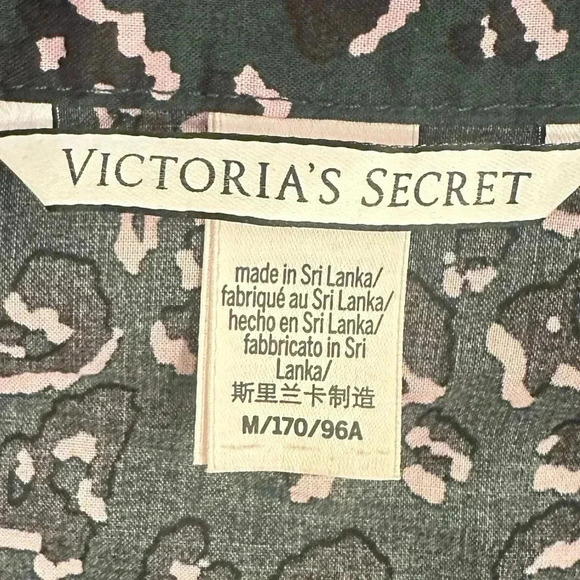 VICTORIA'S SECRET
made in Sri Lanka/
fabriqué au Sri Lanka/
hecho en Sri Lanka/
fabbricato in Sri
Lanka/
斯里兰卡制造
M/170/96A